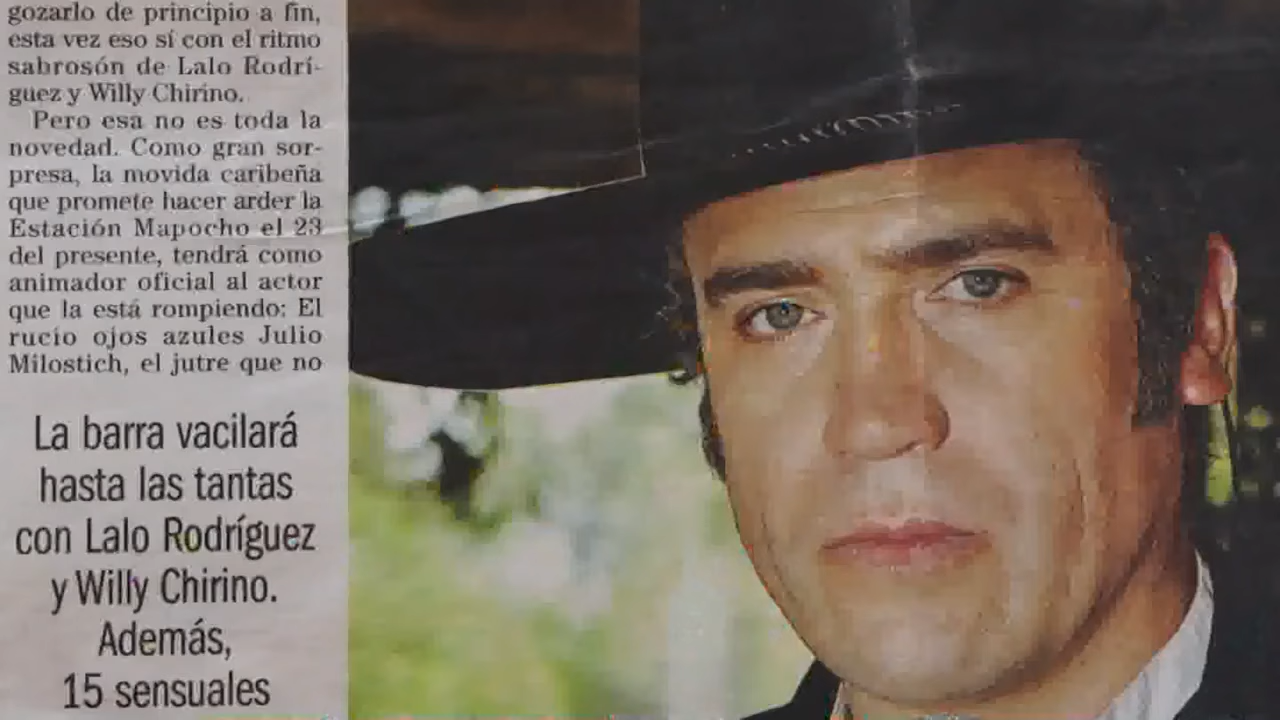 gozarlo de principio a fin,
esta vez eso sí con el ritmo
sabrosón de Lalo Rodrí-
guez y Willy Chirino.
Pero esa no es toda la
novedad. Como gran sor-
presa, la movida caribeña
que promete hacer arder la
Estación Mapocho el 23
del presente, tendrá como
animador oficial al actor
que la está rompiendo: El
rucio ojos azules Julio
Milostich, el jutre que no
La barra vacilará
hasta las tantas
con Lalo Rodríguez
y Willy Chirino.
Además,
15 sensuales